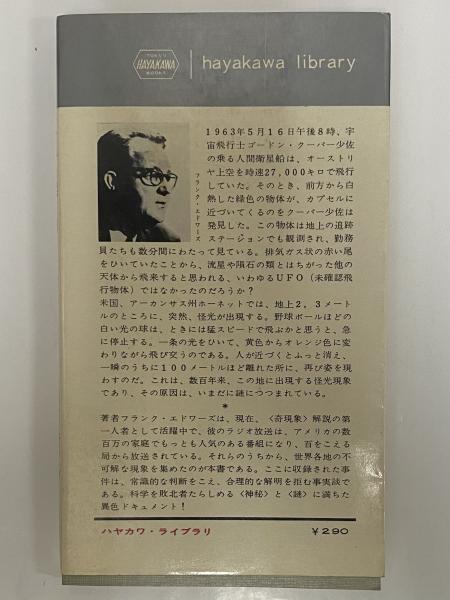 TOKYO
HAYAKAWA
BOOKS
hayakawa library
フランク・エドワーズ
1963年5月16日午後8時、宇
宙飛行士ゴードン・クーパー少佐
の乗る人間衛星船は、オーストリ
ヤ上空を時速27,000キロで飛行
していた。そのとき、前方から白
熱した緑色の物体が、カプセルに
近づいてくるのをクーパー少佐は
発見した。この物体は地上の追跡
ステーションでも観測され、勤務
員たちも数分間にわたって見ている。排気ガス状の赤い尾
をひいていたことから、流星や隕石の類とはちがった他の
天体から飛来すると思われる、いわゆるUFO（未確認飛
行物体）ではなかったのだろうか？
米国、アーカンサス州ホーネットでは、地上2，3メート
ルのところに、突然、怪光が出現する。野球ボールほどの
白い光の球は、ときには猛スピードで飛ぶかと思うと、急
に停止する。一条の光をひいて、黄色からオレンジ色に変
わりながら飛び交うのである。人が近づくとふっと消え、
一瞬のうちに100メートルほど離れた所に、再び姿を現
わすのだ。これは、数百年来、この地に出現する怪光現象
であり、その原因は、いまだに謎につつまれている。
*
著者フランク・エドワーズは、現在、〈奇現象〉解説の第
一人者として活躍中で、彼のラジオ放送は、アメリカの数
百万の家庭でもっとも人気のある番組になり、百をこえる
局から放送されている。それらのうちから、世界各地の不
可解な現象を集めたのが本書である。ここに収録された事
件は、常識的な判断をこえ、合理的な解明を拒む事実談で
ある。科学を敗北者たらしめる〈神秘〉と〈謎〉に満ちた
異色ドキュメント！
ハヤカワ・ライブラリ
￥290